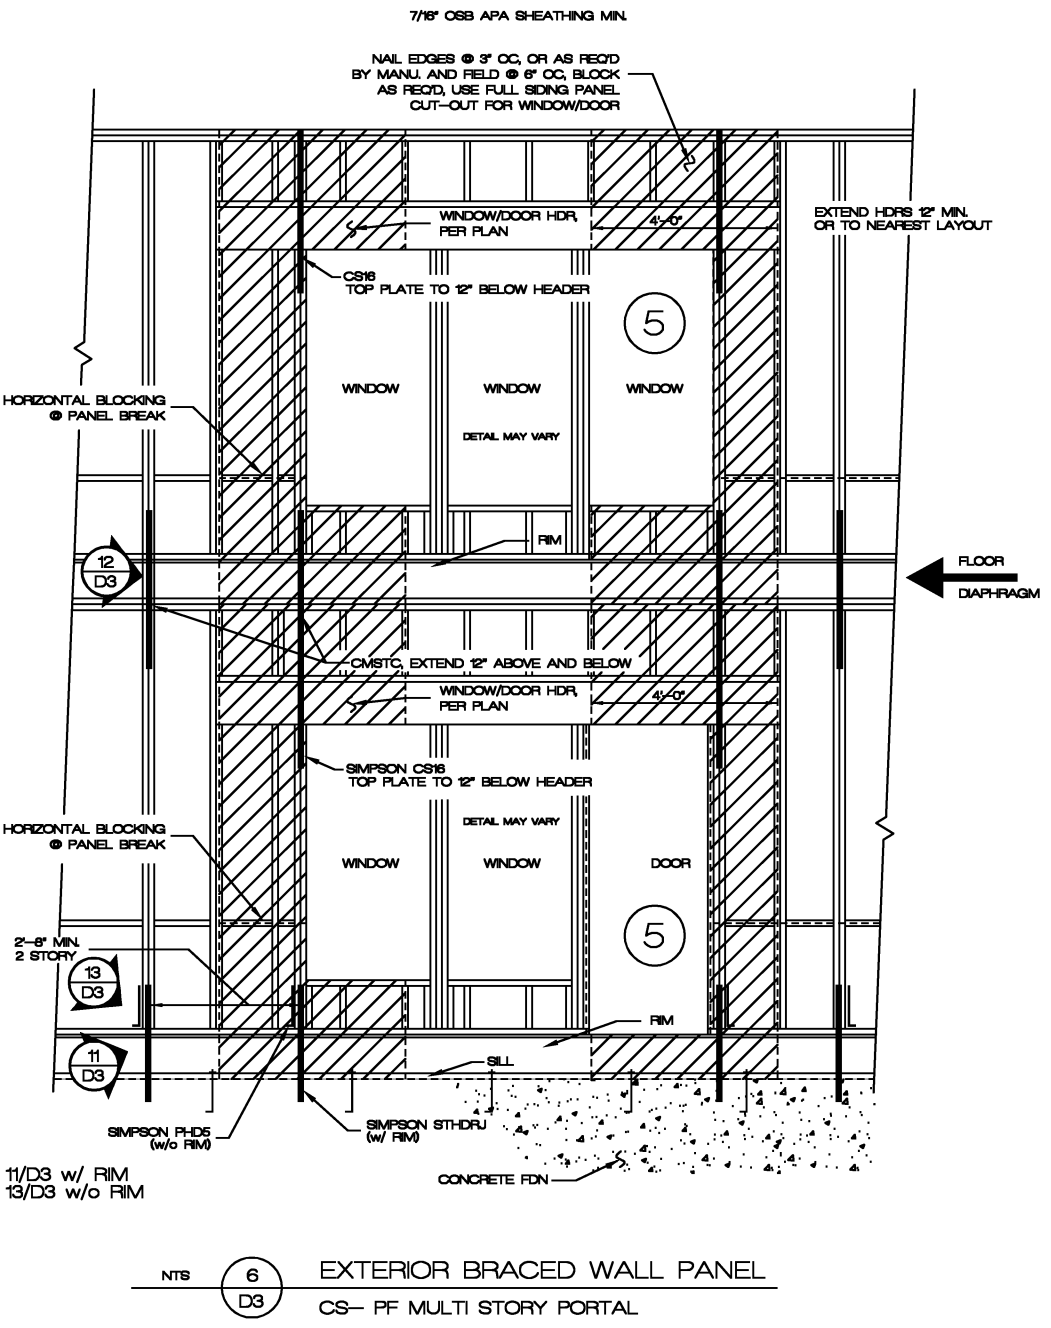 7/16" OSB APA SHEATHING MIN.
NAIL EDGES @ 3" OC, OR AS REQ'D
BY MANU. AND FIELD @ 6" OC, BLOCK
AS REQ'D, USE FULL SIDING PANEL
CUT-OUT FOR WINDOW/DOOR
WINDOW/DOOR HDR,
PER PLAN
4'-0"
EXTEND HDRS 12" MIN.
OR TO NEAREST LAYOUT
CS16
TOP PLATE TO 12" BELOW HEADER
5
WINDOW
WINDOW
WINDOW
HORIZONTAL BLOCKING
@ PANEL BREAK
DETAIL MAY VARY
RIM
12
D3
FLOOR
DIAPHRAGM
CMSTC, EXTEND 12" ABOVE AND BELOW
WINDOW/DOOR HDR,
PER PLAN
4'-0"
SIMPSON CS16
TOP PLATE TO 12" BELOW HEADER
DETAIL MAY VARY
HORIZONTAL BLOCKING
@ PANEL BREAK
WINDOW
WINDOW
DOOR
5
2'-8" MIN.
2 STORY
13
D3
RIM
11
D3
SILL
SIMPSON PHD5
(w/o RIM)
SIMPSON STHDRJ
(w/ RIM)
CONCRETE FDN
11/D3 w/ RIM
13/D3 w/o RIM
NTS
6
D3
EXTERIOR BRACED WALL PANEL
CS- PF MULTI STORY PORTAL